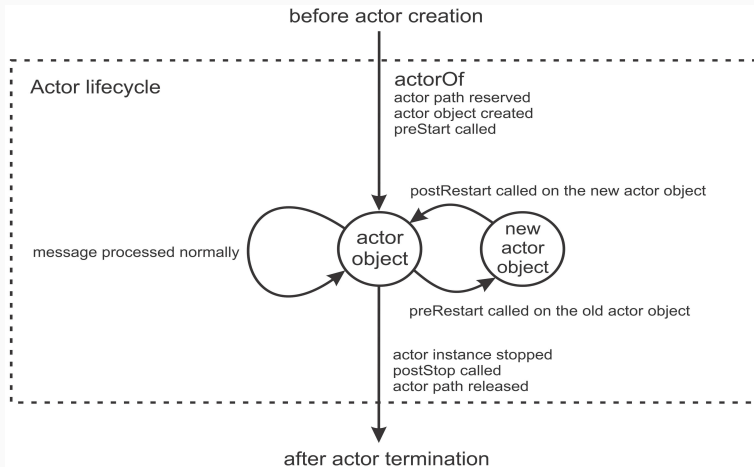 before actor creation
Actor lifecycle
actorOf
actor path reserved
actor object created
preStart called
postRestart called on the new actor object
message processed normally
actor
object
new
actor
object
preRestart called on the old actor object
actor instance stopped
postStop called
actor path released
after actor termination